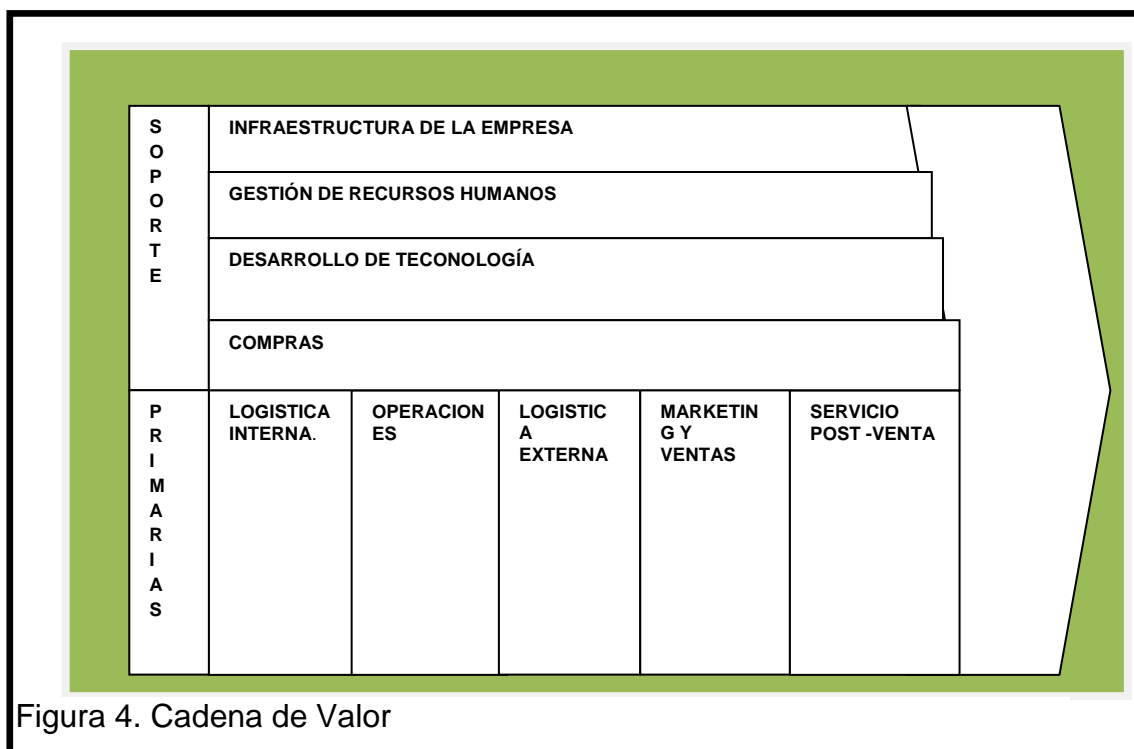 S
O
P
O
R
T
E
INFRAESTRUCTURA DE LA EMPRESA
GESTIÓN DE RECURSOS HUMANOS
DESARROLLO DE TECONOLOGÍA
COMPRAS
P
R
I
M
A
R
I
A
S
LOGISTICA
INTERNA.
OPERACION
ES
LOGISTIC
A
EXTERNA
MARKETIN
G Y
VENTAS
SERVICIO
POST -VENTA
Figura 4. Cadena de Valor